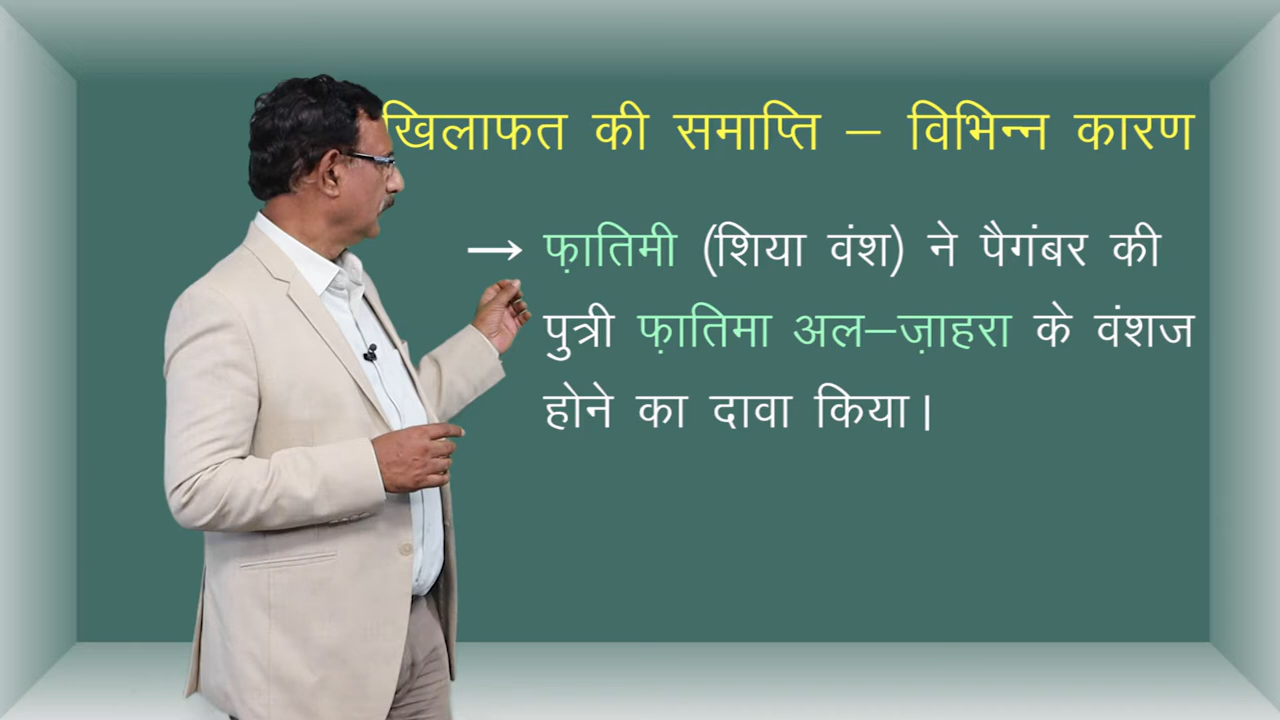 खिलाफत की समाप्ति – विभिन्न कारण
→ फ़ातिमी (शिया वंश) ने पैगंबर की
पुत्री फ़ातिमा अल–ज़ाहरा के वंशज
होने का दावा किया।